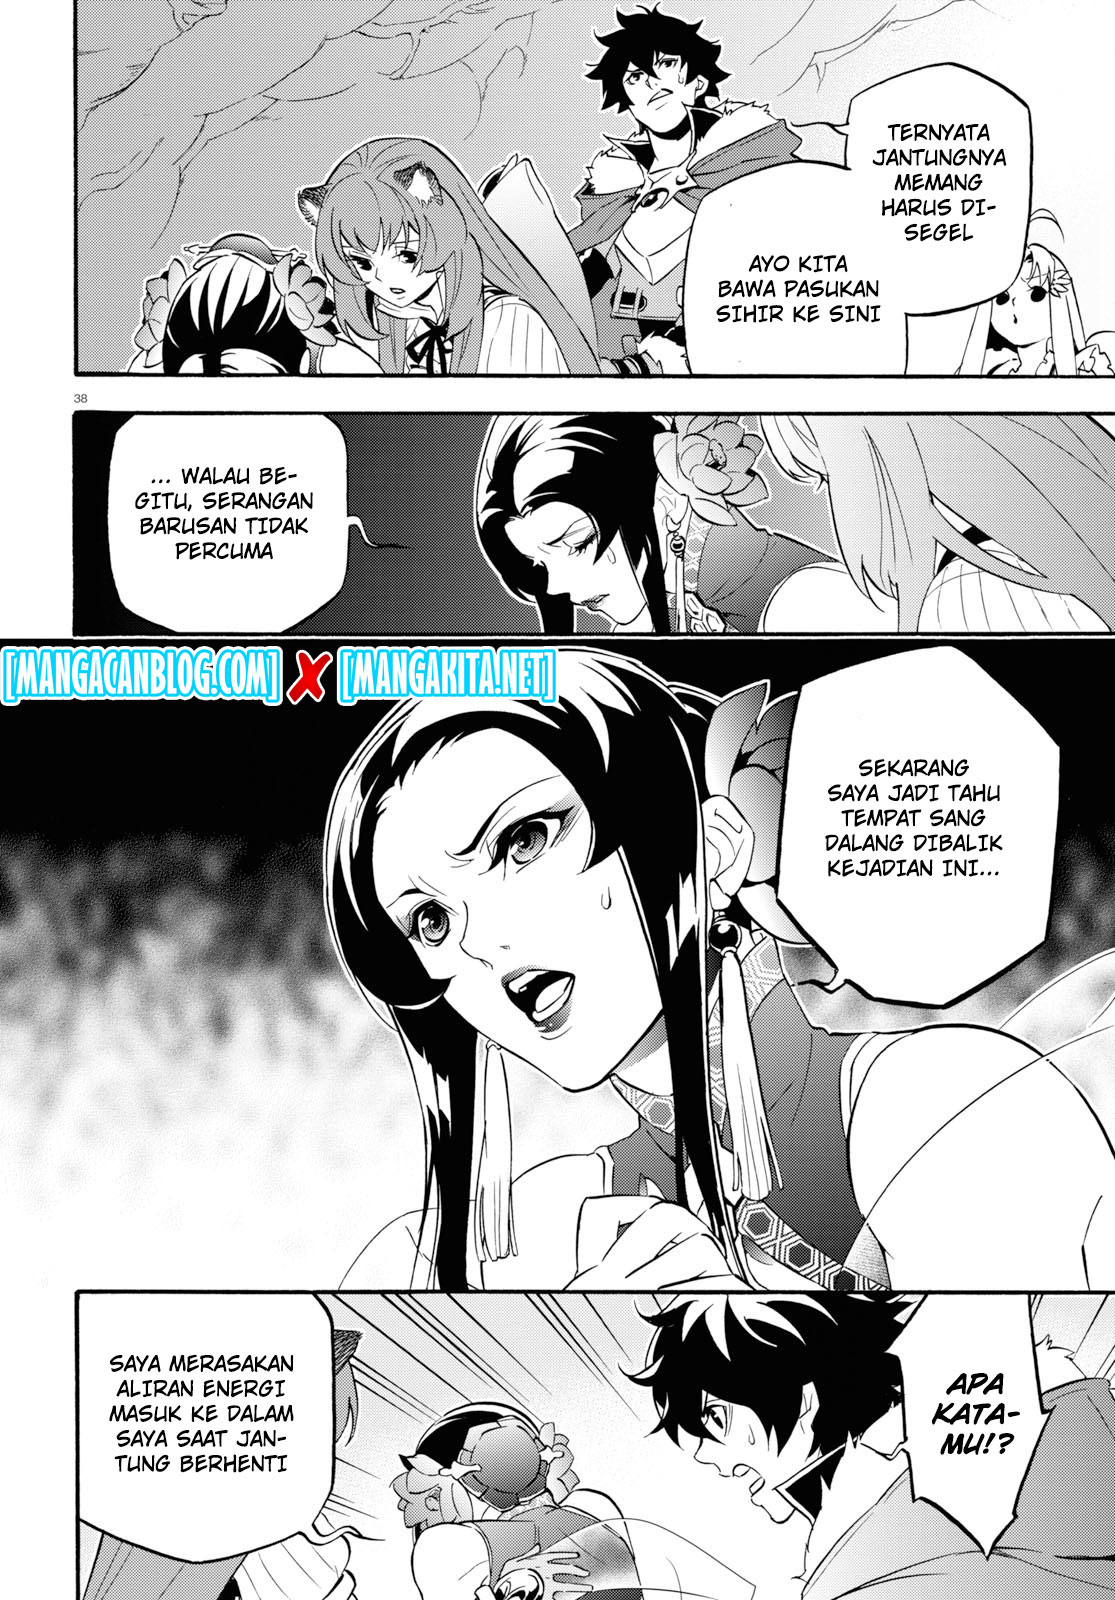 TERNYATA
JANTUNGNYA
MEMANG
HARUS DI-
SEGEL
AYO KITA
BAWA PASUKAN
SIHIR KE SINI
38
... WALAU BE-
GITU, SERANGAN
BARUSAN TIDAK
PERCUMA
[MANGACANBLOG.COM] X [MANGAKITA.NET]
SEKARANG
SAYA JADI TAHU
TEMPAT SANG
DALANG DIBALIK
KEJADIAN INI...
APA
KATA-
MU!?
SAYA MERASAKAN
ALIRAN ENERGI
MASUK KE DALAM
SAYA SAAT JAN-
TUNG BERHENTI